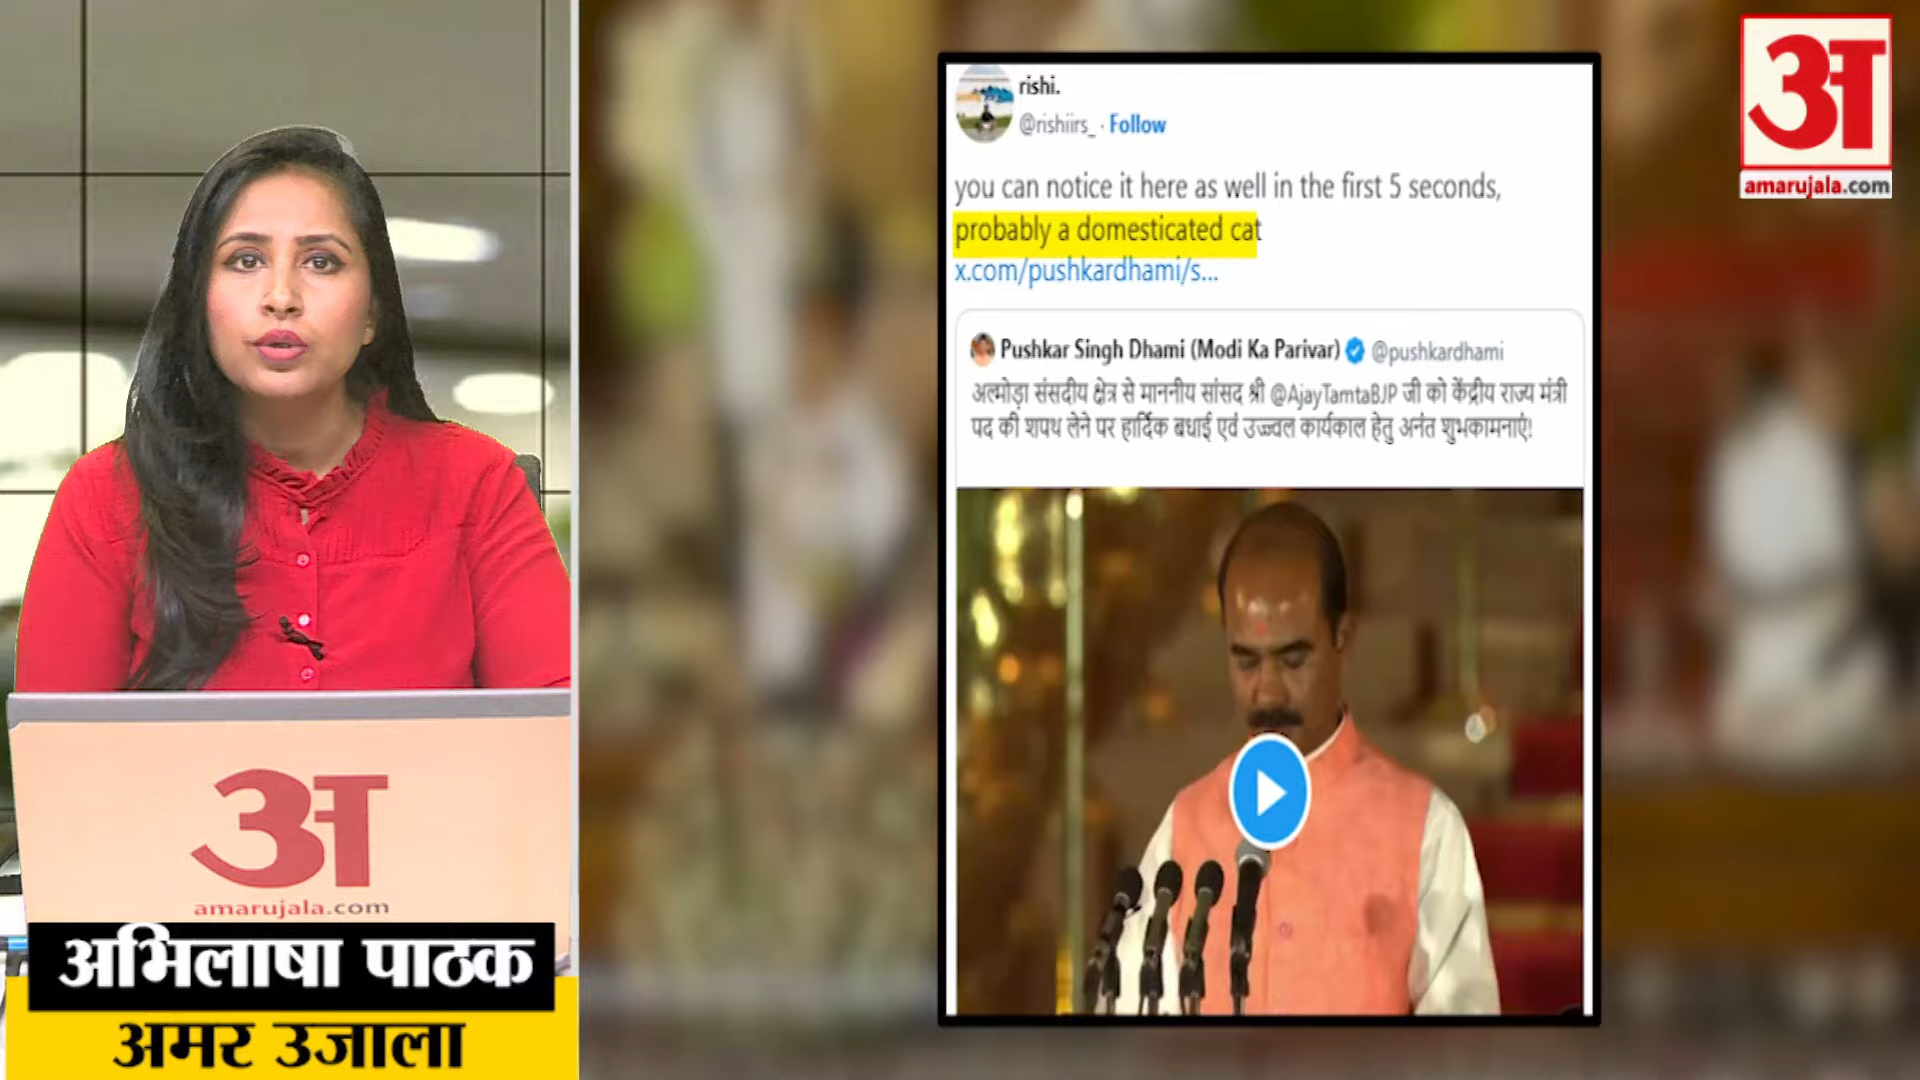 rishi.
@rishiirs_ · Follow
you can notice it here as well in the first 5 seconds,
probably a domesticated cat
x.com/pushkardhami/s...
Pushkar Singh Dhami (Modi Ka Parivar) @pushkardhami
अल्मोड़ा संसदीय क्षेत्र से माननीय सांसद श्री @AjayTamtaBJP जी को केंद्रीय राज्य मंत्री
पद की शपथ लेने पर हार्दिक बधाई एवं उज्ज्वल कार्यकाल हेतु अनंत शुभकामनाएं!
अ
amarujala.com
अ
amarujala.com
अभिलाषा पाठक
अमर उजाला